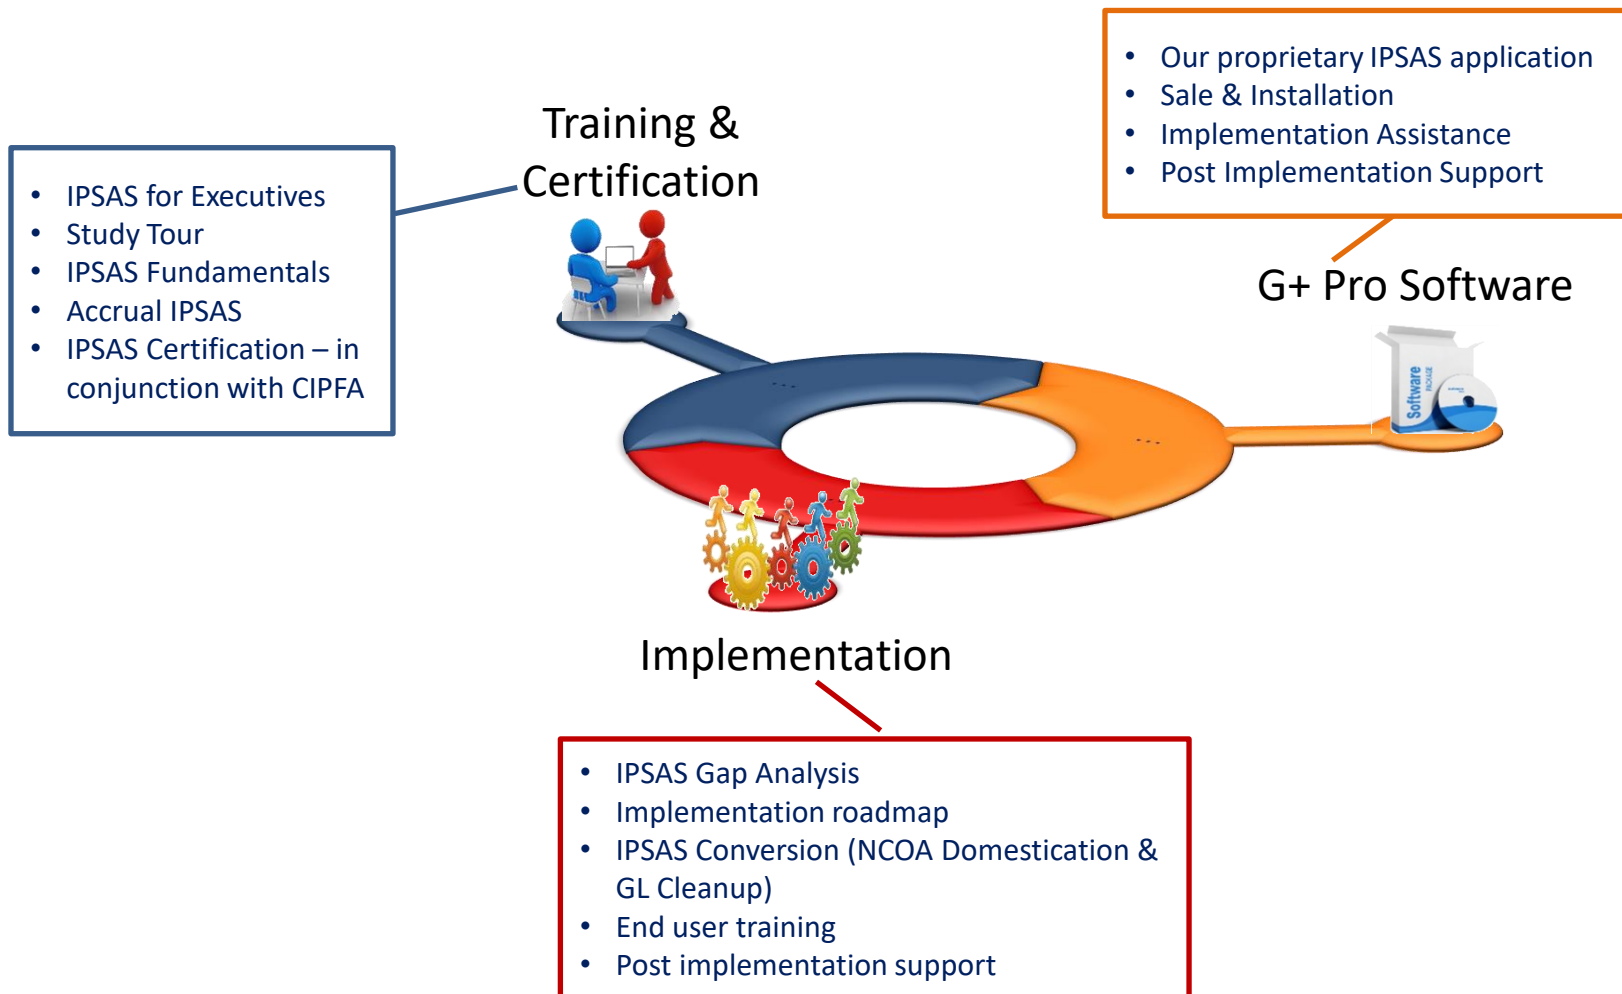 Training &
Certification
• IPSAS for Executives
• Study Tour
• IPSAS Fundamentals
• Accrual IPSAS
• IPSAS Certification – in
conjunction with CIPFA
• Our proprietary IPSAS application
• Sale & Installation
• Implementation Assistance
• Post Implementation Support
G+ Pro Software
Software
PACKAGE
...
...
Implementation
• IPSAS Gap Analysis
• Implementation roadmap
• IPSAS Conversion (NCOA Domestication &
GL Cleanup)
• End user training
• Post implementation support